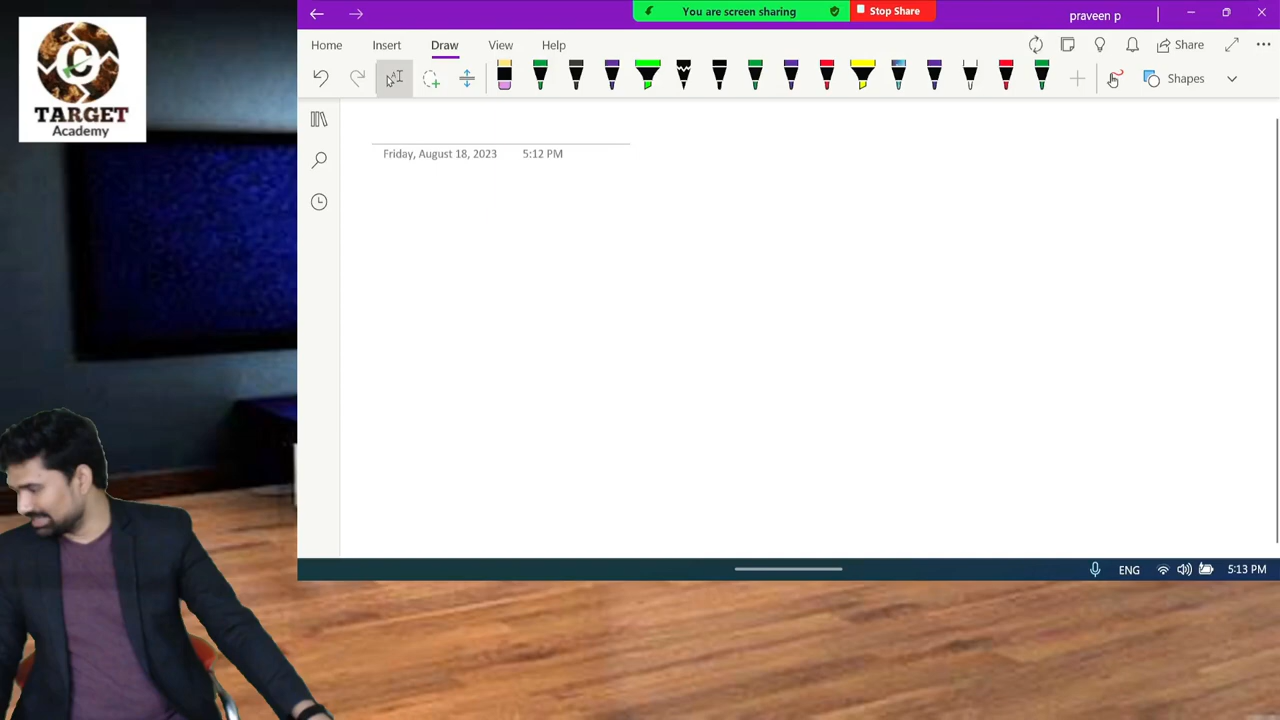 You are screen sharing
Stop Share
praveen p
Home Insert Draw View Help
Share
Shapes
C
TARGET
Academy
Friday, August 18, 2023 5:12 PM
ENG
5:13 PM